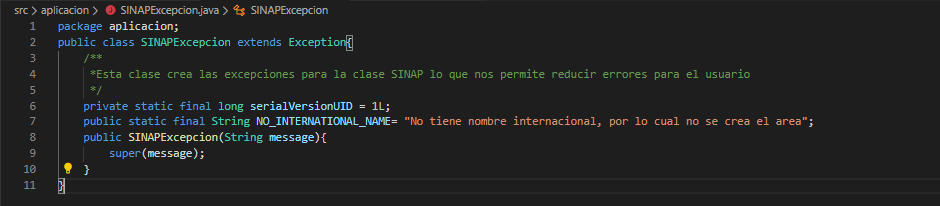 src > aplicacion > SINAPExcepcion.java > SINAPExcepcion
1 package aplicacion;
2 public class SINAPExcepcion extends Exception{
3 /**
4 *Esta clase crea las excepciones para la clase SINAP lo que nos permite reducir errores para el usuario
5 */
6 private static final long serialVersionUID = 1L;
7 public static final String NO_INTERNATIONAL_NAME= "No tiene nombre internacional, por lo cual no se crea el area";
8 public SINAPExcepcion(String message){
9 super(message);
10 }
11 }